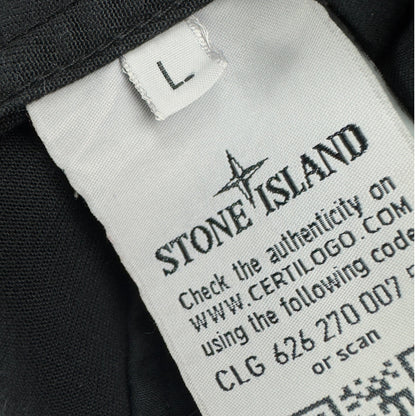 L
STONE ISLAND
Check the authenticity on
WWW.CERTILOGO.COM
using the following code
CLG 626 270 007
or scan